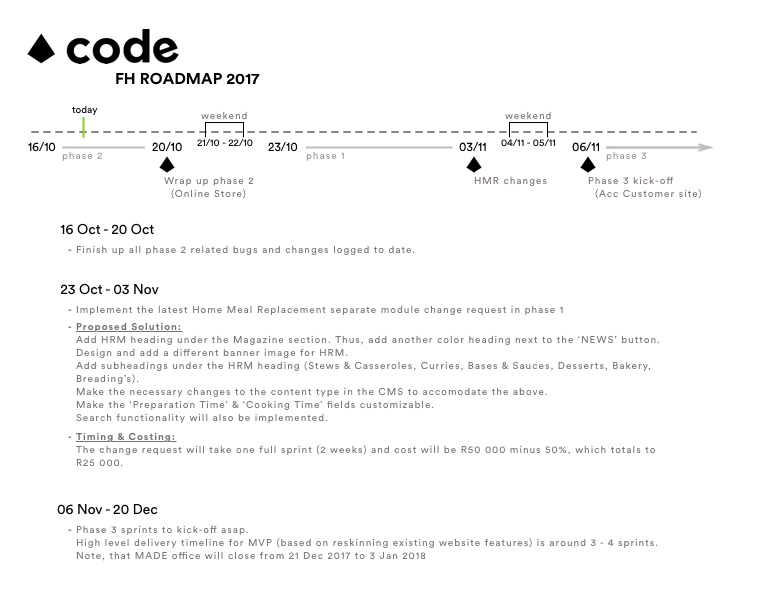 code
FH ROADMAP 2017
today
weekend
weekend
16/10
phase 2
20/10
21/10 - 22/10
23/10
phase 1
03/11
04/11 - 05/11
06/11
phase 3
Wrap up phase 2
(Online Store)
HMR changes
Phase 3 kick-off
(Acc Customer site)
16 Oct - 20 Oct
- Finish up all phase 2 related bugs and changes logged to date.
23 Oct - 03 Nov
- Implement the latest Home Meal Replacement separate module change request in phase 1
- Proposed Solution:
Add HRM heading under the Magazine section. Thus, add another color heading next to the ‘NEWS’ button.
Design and add a different banner image for HRM.
Add subheadings under the HRM heading (Stews & Casseroles, Curries, Bases & Sauces, Desserts, Bakery,
Breading’s).
Make the necessary changes to the content type in the CMS to accomodate the above.
Make the ‘Preparation Time’ & ‘Cooking Time’ fields customizable.
Search functionality will also be implemented.
- Timing & Costing:
The change request will take one full sprint (2 weeks) and cost will be R50 000 minus 50%, which totals to
R25 000.
06 Nov - 20 Dec
- Phase 3 sprints to kick-off asap.
High level delivery timeline for MVP (based on reskinning existing website features) is around 3 - 4 sprints.
Note, that MADE office will close from 21 Dec 2017 to 3 Jan 2018